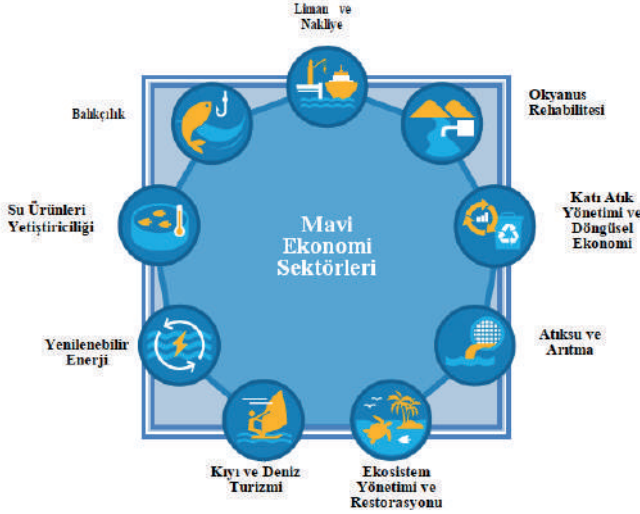 Liman ve
Nakliye
Balıkçılık
Okyanus
Rehabilitesi
Su Ürünleri
Yetiştiriciliği
Katı Atık
Yönetimi ve
Döngüsel
Ekonomi
Mavi
Ekonomi
Sektörleri
Yenilenebilir
Enerji
Atıksu ve
Arıtma
Kıyı ve Deniz
Turizmi
Ekosistem
Yönetimi ve
Restorasyonu